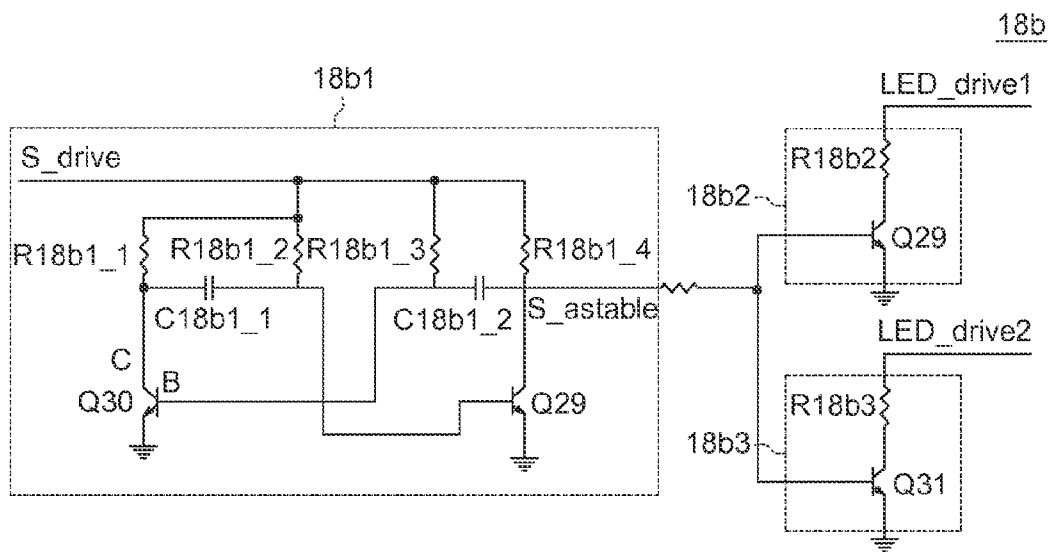 18b
18b1
LED_drive1
S_drive
R18b2
18b2
Q29
R18b1_1
R18b1_2
R18b1_3
R18b1_4
C18b1_1
C18b1_2
S_astable
LED_drive2
C
B
Q30
Q29
R18b3
18b3
Q31